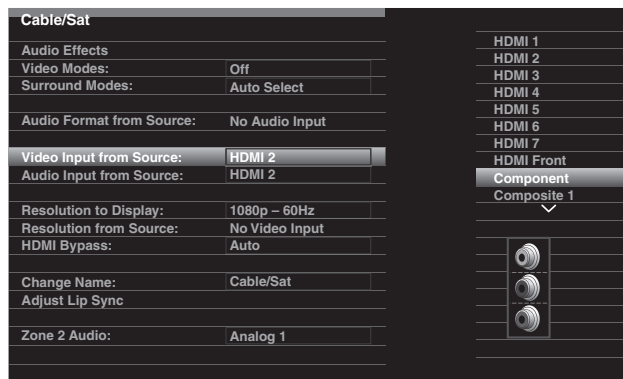 Cable/Sat
Audio Effects
Video Modes: Off
Surround Modes: Auto Select
Audio Format from Source: No Audio Input
Video Input from Source: HDMI 2
Audio Input from Source: HDMI 2
Resolution to Display: 1080p – 60Hz
Resolution from Source: No Video Input
HDMI Bypass: Auto
Change Name: Cable/Sat
Adjust Lip Sync
Zone 2 Audio: Analog 1
HDMI 1
HDMI 2
HDMI 3
HDMI 4
HDMI 5
HDMI 6
HDMI 7
HDMI Front
Component
Composite 1